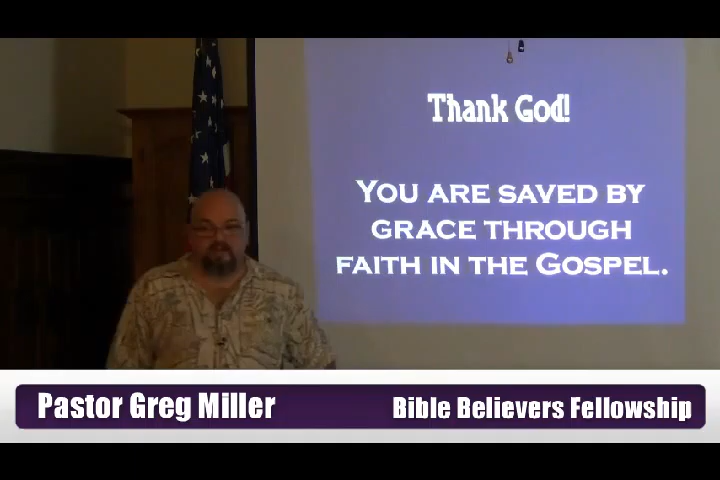 Thank God!
YOU ARE SAVED BY
GRACE THROUGH
FAITH IN THE GOSPEL.
Pastor Greg Miller
Bible Believers Fellowship